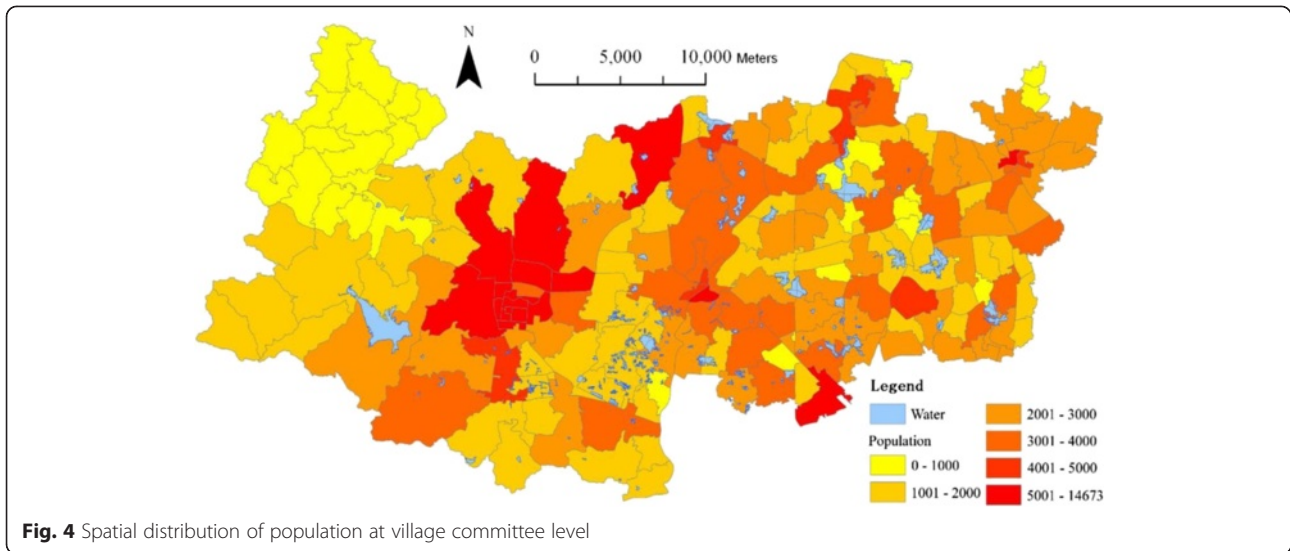 N
0 5,000 10,000 Meters
Legend
Water
Population
0 - 1000
1001 - 2000
2001 - 3000
3001 - 4000
4001 - 5000
5001 - 14673
Fig. 4 Spatial distribution of population at village committee level